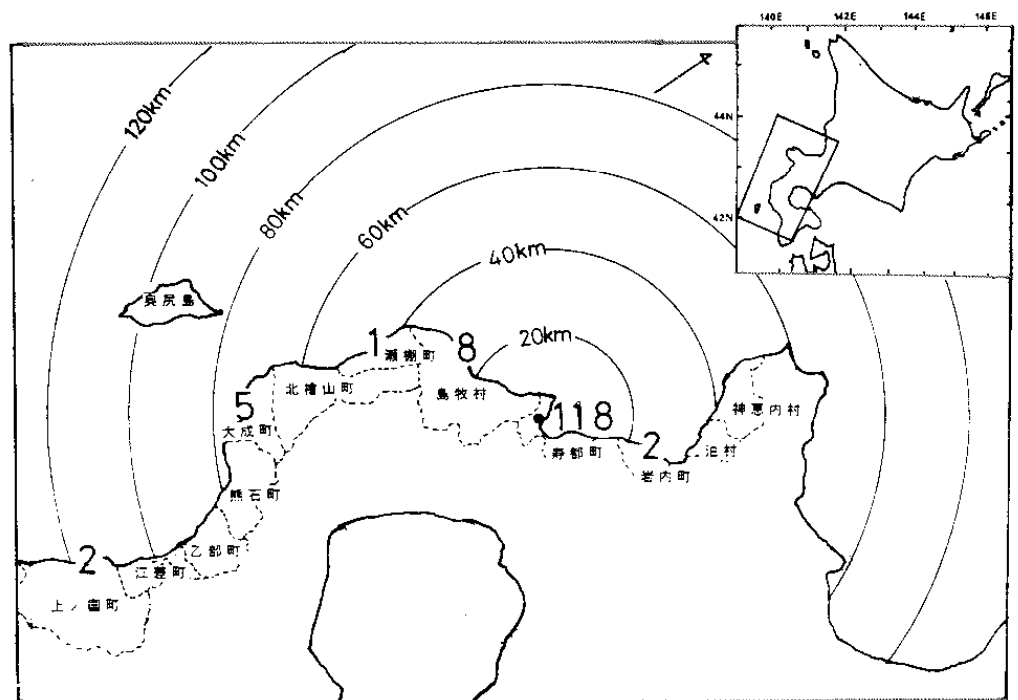 140E 142E 144E 146E
44N
42N
120km
100km
80km
60km
40km
20km
奥尻島
1
瀬棚町
8
北檜山町
島牧村
5
大成町
118
寿都町
2
岩内町
神恵内村
泊村
熊石町
乙部町
2
江差町
上ノ国町